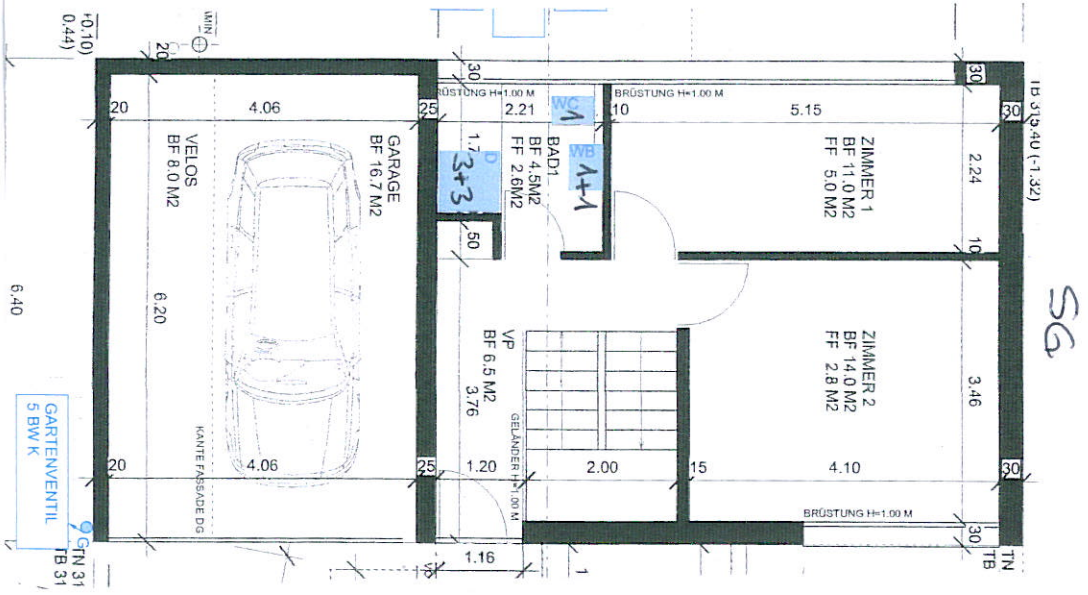 SG
+0.10)
0.44)
MIN
20
30
BRÜSTUNG H=1.00 M
BRÜSTUNG H=1.00 M
30
TB 315.40 (-1.32)
20
4.06
25
2.21
WC
1
10
5.15
30
VELOS
BF 8.0 M2
GARAGE
BF 16.7 M2
1.7
D
3+3
BAD1
BF 4.5M2
FF 2.6M2
WB
1+1
ZIMMER 1
BF 11.0 M2
FF 5.0 M2
2.24
50
10
6.40
6.20
VP
BF 6.5 M2
3.76
ZIMMER 2
BF 14.0 M2
FF 2.8 M2
3.46
GARTENVENTIL
5 BW K
KANTE FASSADE DG
GELÄNDER H=1.00 M
20
4.06
25
1.20
2.00
15
4.10
30
BRÜSTUNG H=1.00 M
30
G
TN 31
TB 31
1.16
1
TN
TB